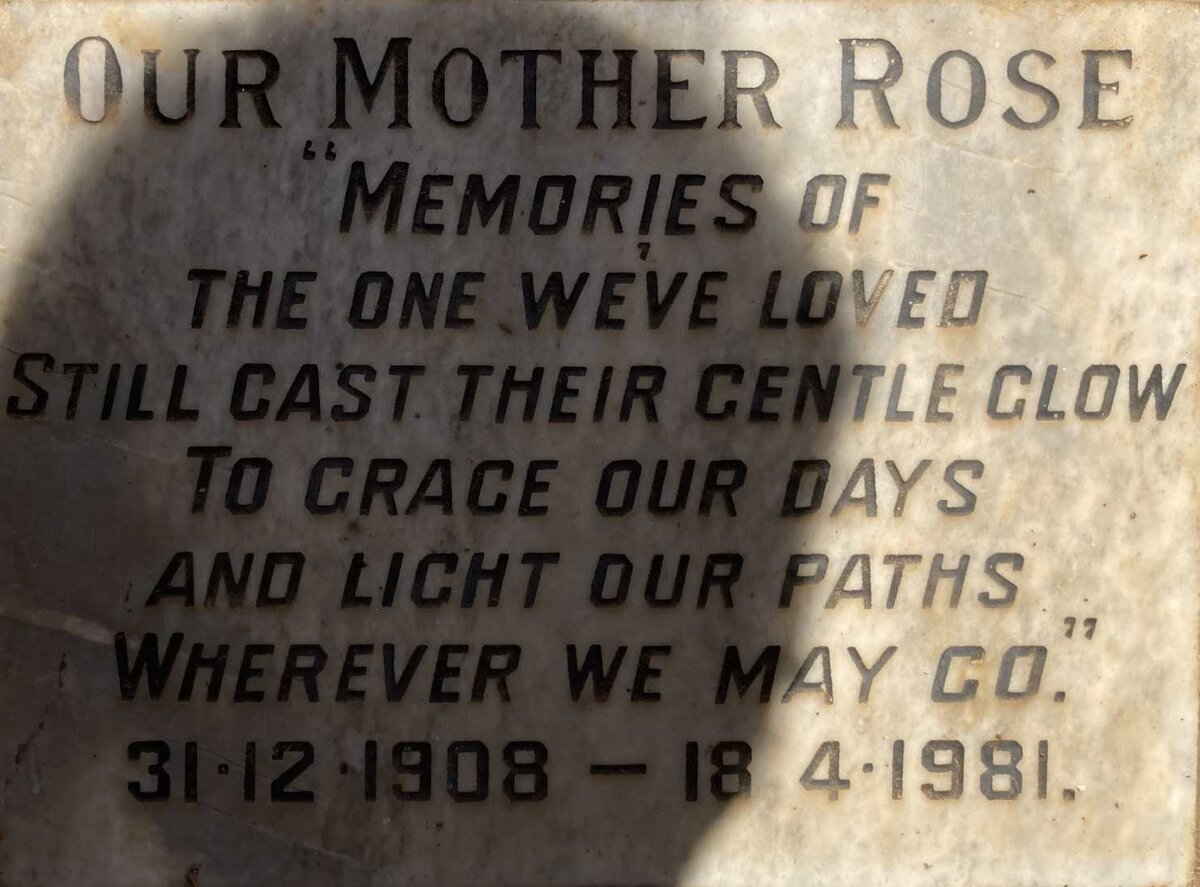 OUR MOTHER ROSE
"MEMORIES OF
THE ONE WE'VE LOVED
STILL CAST THEIR GENTLE GLOW
TO GRACE OUR DAYS
AND LIGHT OUR PATHS
WHEREVER WE MAY GO."
31·12·1908 — 18 4·1981.